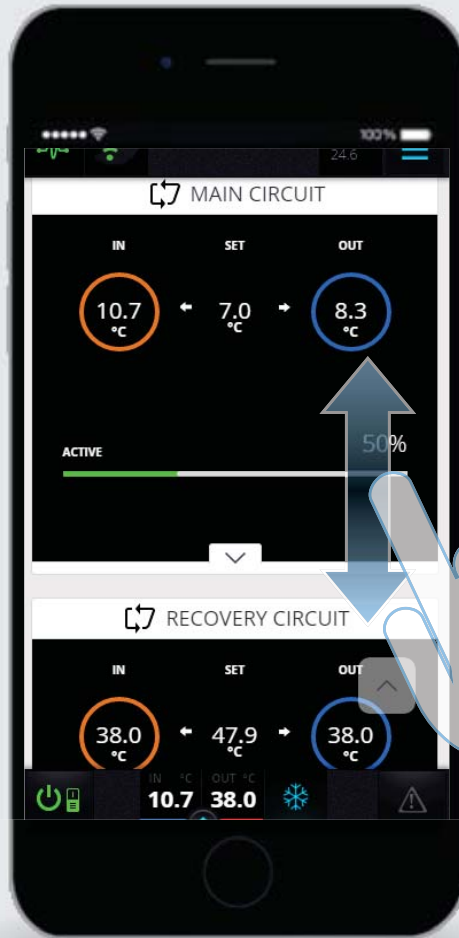 100%
24.6
MAIN CIRCUIT
IN SET OUT
10.7 °C 7.0 °C 8.3 °C
ACTIVE 50%
RECOVERY CIRCUIT
IN SET OUT
38.0 °C 47.9 °C 38.0 °C
IN °C OUT °C
10.7 38.0